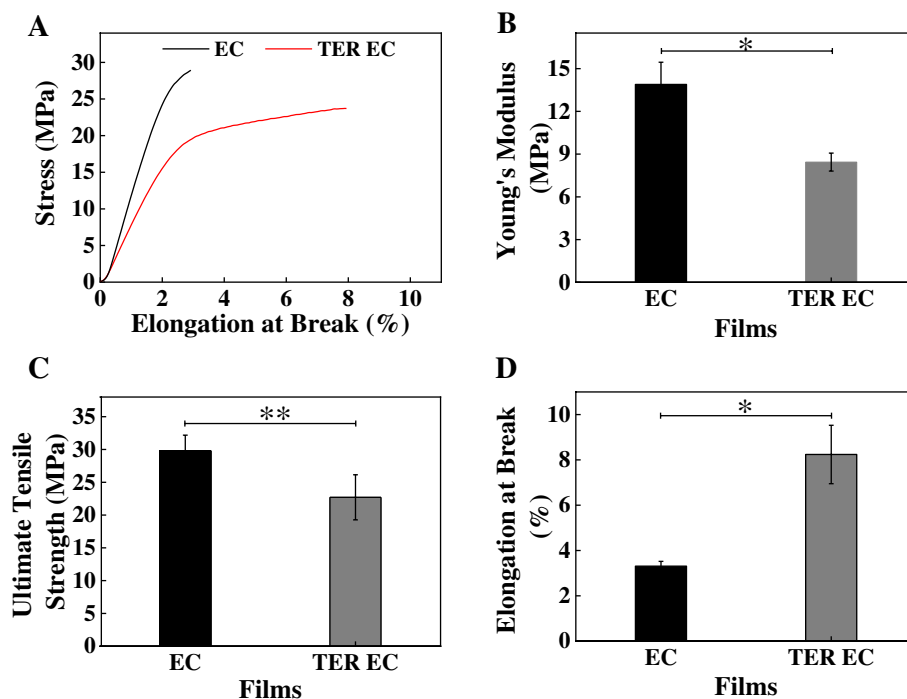 A
EC
TER EC
30
25
20
15
10
5
0
Stress (MPa)
0 2 4 6 8 10
Elongation at Break (%)
B
*
15
12
9
6
3
0
Young's Modulus
(MPa)
EC TER EC
Films
C
**
35
30
25
20
15
10
5
0
Ultimate Tensile
Strength (MPa)
EC TER EC
Films
D
*
10
8
6
4
2
0
Elongation at Break
(%)
EC TER EC
Films